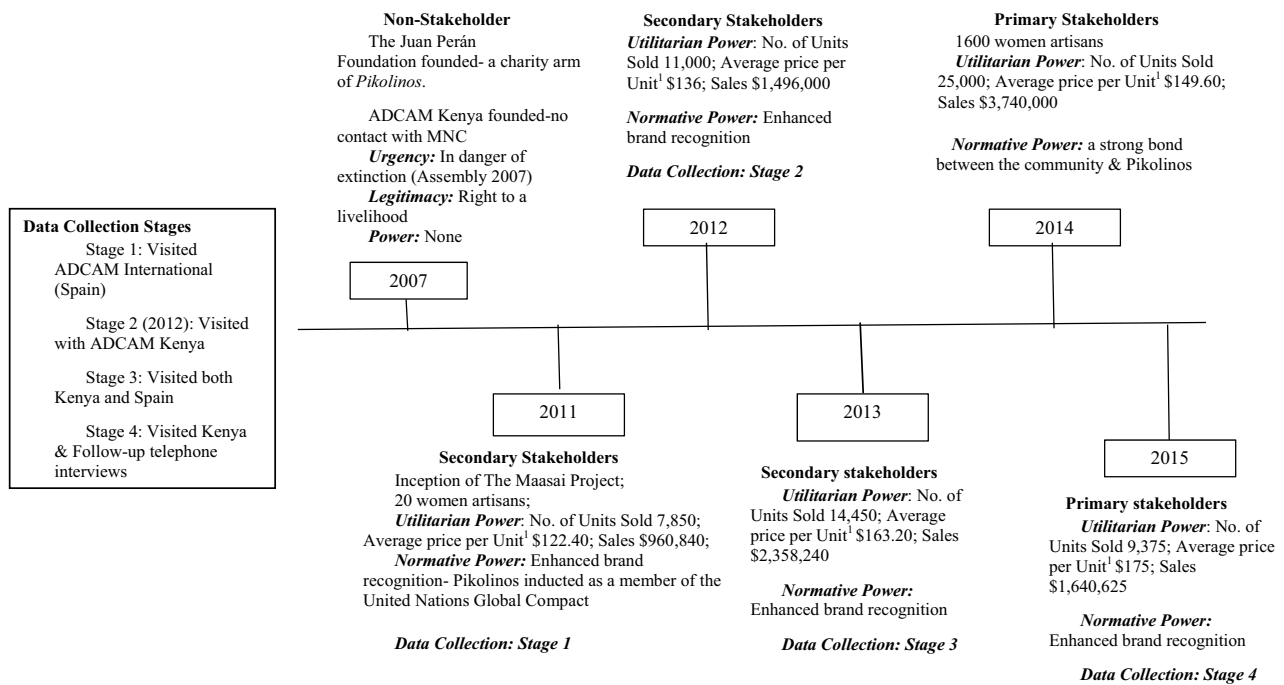 Non-Stakeholder
The Juan Perán
Foundation founded- a charity arm
of Pikolinos.
ADCAM Kenya founded-no
contact with MNC
Urgency: In danger of
extinction (Assembly 2007)
Legitimacy: Right to a
livelihood
Power: None
2007
Secondary Stakeholders
Utilitarian Power: No. of Units
Sold 11,000; Average price per
Unit¹ $136; Sales $1,496,000
Normative Power: Enhanced
brand recognition
Data Collection: Stage 2
2012
Primary Stakeholders
1600 women artisans
Utilitarian Power: No. of Units Sold
25,000; Average price per Unit¹ $149.60;
Sales $3,740,000
Normative Power: a strong bond
between the community & Pikolinos
2014
Data Collection Stages
Stage 1: Visited
ADCAM International
(Spain)
Stage 2 (2012): Visited
with ADCAM Kenya
Stage 3: Visited both
Kenya and Spain
Stage 4: Visited Kenya
& Follow-up telephone
interviews
2011
Secondary Stakeholders
Inception of The Maasai Project;
20 women artisans;
Utilitarian Power: No. of Units Sold 7,850;
Average price per Unit¹ $122.40; Sales $960,840;
Normative Power: Enhanced brand
recognition- Pikolinos inducted as a member of the
United Nations Global Compact
Data Collection: Stage 1
2013
Secondary stakeholders
Utilitarian Power: No. of
Units Sold 14,450; Average
price per Unit¹ $163.20; Sales
$2,358,240
Normative Power:
Enhanced brand recognition
Data Collection: Stage 3
2015
Primary stakeholders
Utilitarian Power: No. of
Units Sold 9,375; Average price
per Unit¹ $175; Sales
$1,640,625
Normative Power:
Enhanced brand recognition
Data Collection: Stage 4